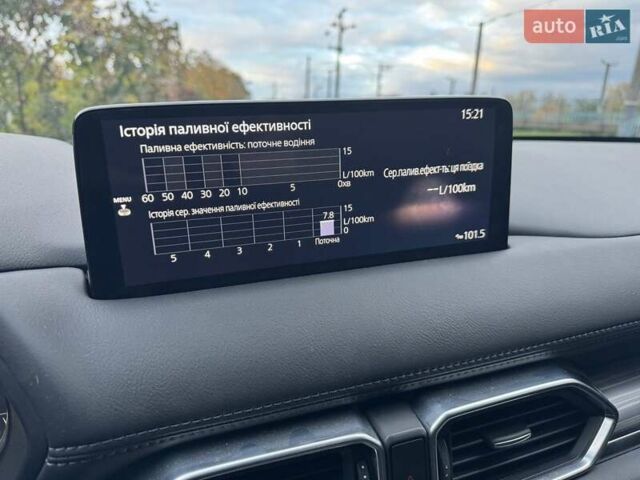 auto RIA .com
15:21
Історія паливної ефективності
Паливна ефективність: поточне водіння
15
L/100km
0
60 50 40 30 20 10 5 0хв
MENU
Сер.палив.ефект-ть: ця поїздка
---L/100km
Історія сер. значення паливної ефективності
15
7.8
L/100km
0
5 4 3 2 1 Поточна
101.5